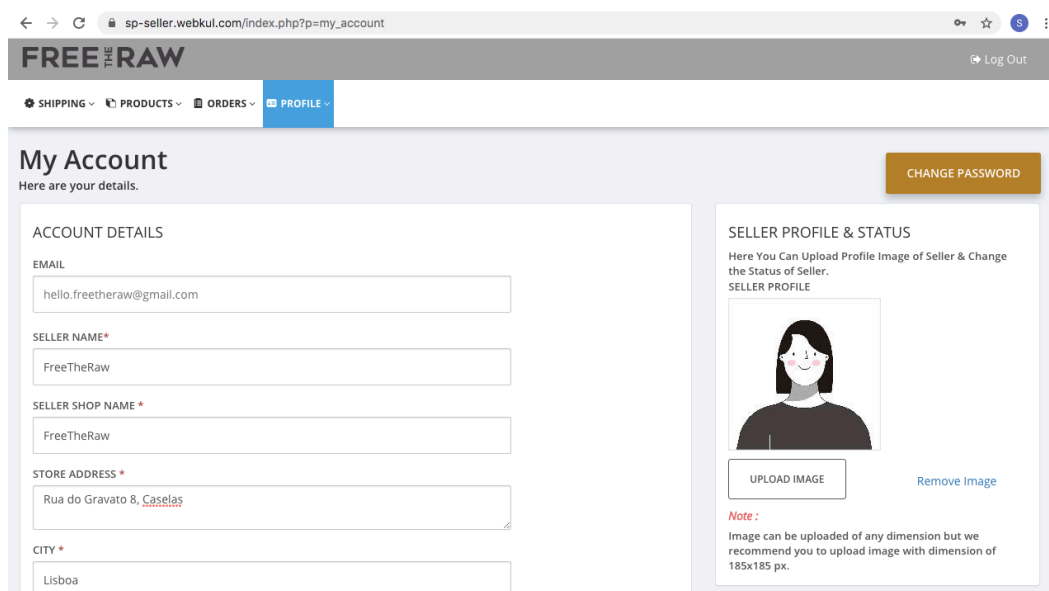 sp-seller.webkul.com/index.php?p=my_account
S
FREE THE RAW
Log Out
SHIPPING PRODUCTS ORDERS PROFILE
My Account
Here are your details.
CHANGE PASSWORD
ACCOUNT DETAILS
EMAIL
hello.freetheraw@gmail.com
SELLER NAME*
FreeTheRaw
SELLER SHOP NAME *
FreeTheRaw
STORE ADDRESS *
Rua do Gravato 8, Caselas
CITY *
Lisboa
SELLER PROFILE & STATUS
Here You Can Upload Profile Image of Seller & Change
the Status of Seller.
SELLER PROFILE
UPLOAD IMAGE
Remove Image
Note :
Image can be uploaded of any dimension but we
recommend you to upload image with dimension of
185x185 px.